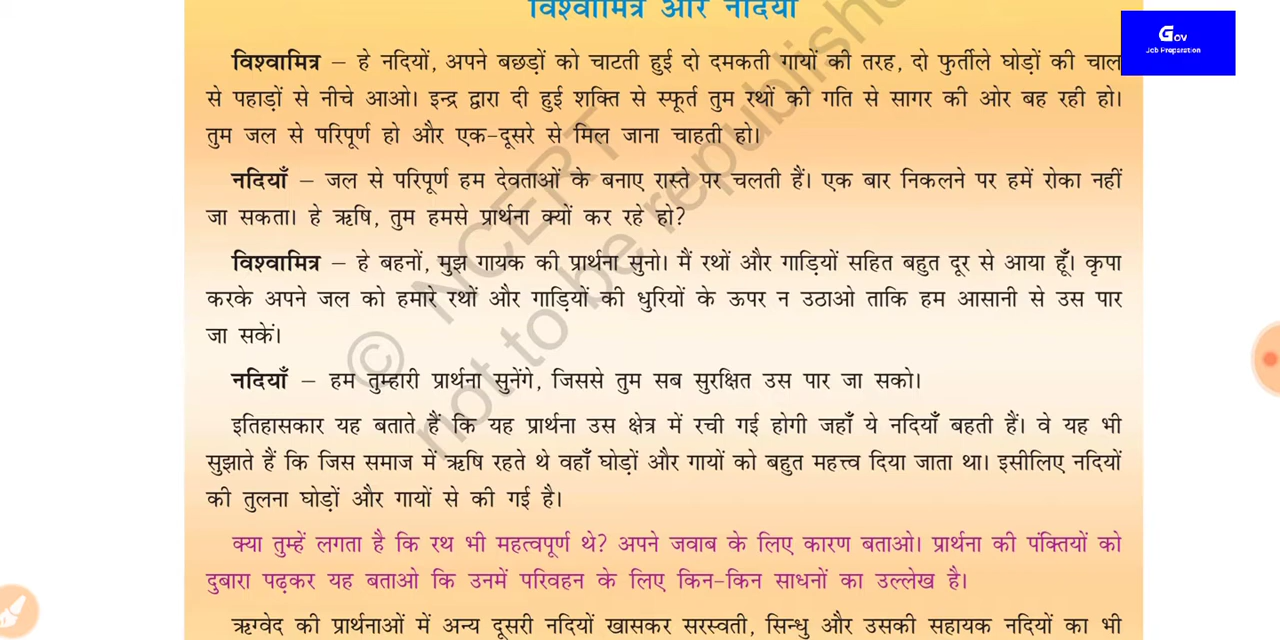 विश्वामित्र और नदियाँ
Gov
Job Preparation
विश्वामित्र – हे नदियों, अपने बछड़ों को चाटती हुई दो दमकती गायों की तरह, दो फुर्तीले घोड़ों की चाल
से पहाड़ों से नीचे आओ। इन्द्र द्वारा दी हुई शक्ति से स्फूर्त तुम रथों की गति से सागर की ओर बह रही हो।
तुम जल से परिपूर्ण हो और एक-दूसरे से मिल जाना चाहती हो।
नदियाँ – जल से परिपूर्ण हम देवताओं के बनाए रास्ते पर चलती हैं। एक बार निकलने पर हमें रोका नहीं
जा सकता। हे ऋषि, तुम हमसे प्रार्थना क्यों कर रहे हो?
विश्वामित्र – हे बहनों, मुझ गायक की प्रार्थना सुनो। मैं रथों और गाड़ियों सहित बहुत दूर से आया हूँ। कृपा
करके अपने जल को हमारे रथों और गाड़ियों की धुरियों के ऊपर न उठाओ ताकि हम आसानी से उस पार
जा सकें।
नदियाँ – हम तुम्हारी प्रार्थना सुनेंगे, जिससे तुम सब सुरक्षित उस पार जा सको।
इतिहासकार यह बताते हैं कि यह प्रार्थना उस क्षेत्र में रची गई होगी जहाँ ये नदियाँ बहती हैं। वे यह भी
सुझाते हैं कि जिस समाज में ऋषि रहते थे वहाँ घोड़ों और गायों को बहुत महत्त्व दिया जाता था। इसीलिए नदियों
की तुलना घोड़ों और गायों से की गई है।
क्या तुम्हें लगता है कि रथ भी महत्वपूर्ण थे? अपने जवाब के लिए कारण बताओ। प्रार्थना की पंक्तियों को
दुबारा पढ़कर यह बताओ कि उनमें परिवहन के लिए किन-किन साधनों का उल्लेख है।
ऋग्वेद की प्रार्थनाओं में अन्य दूसरी नदियों खासकर सरस्वती, सिन्धु और उसकी सहायक नदियों का भी
© NCERT
not to be republished